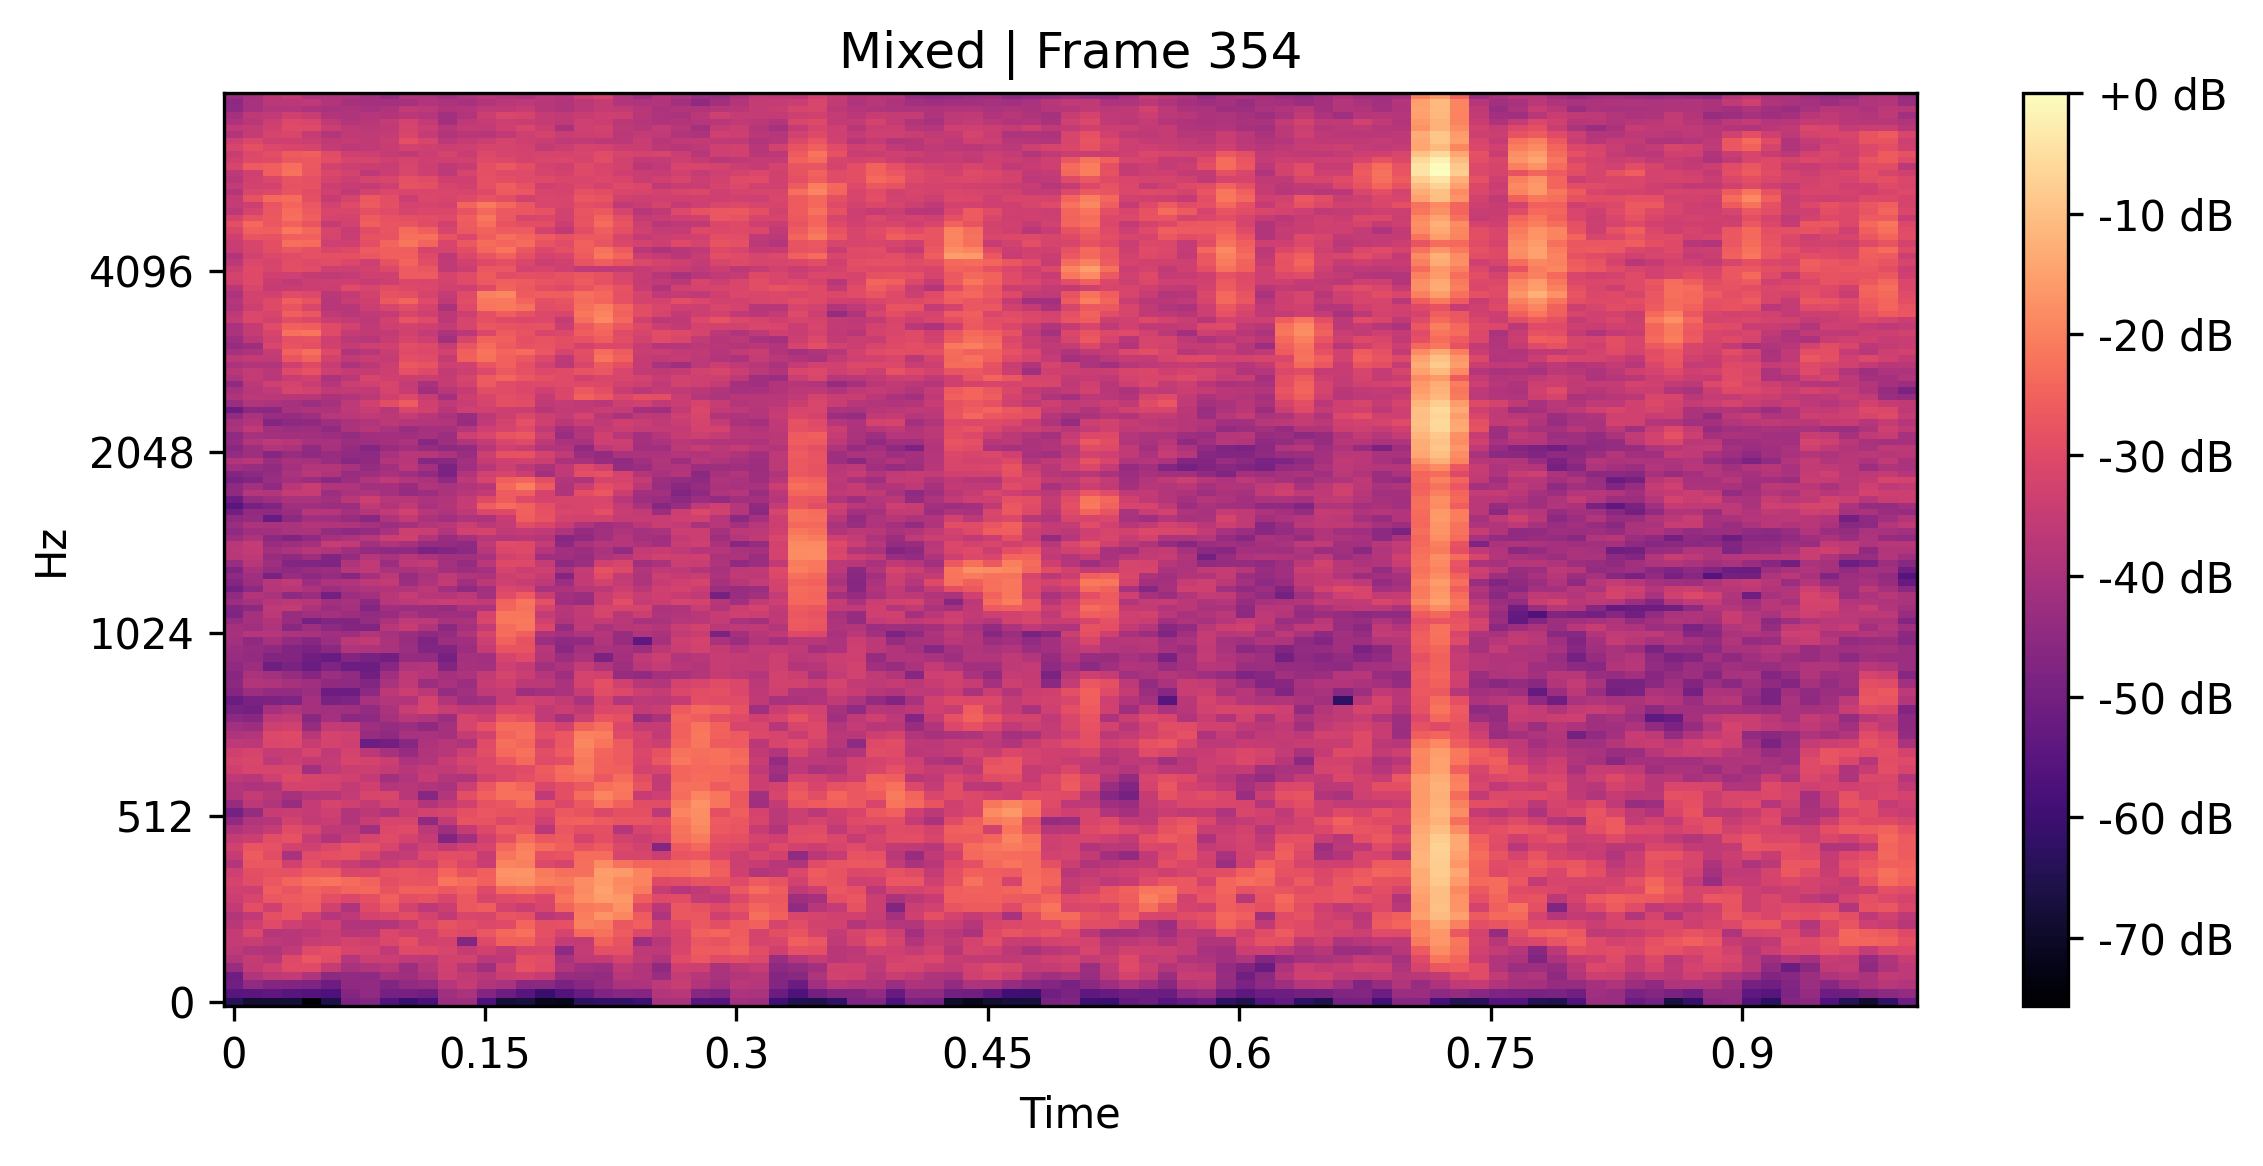 Mixed | Frame 354
+0 dB
-10 dB
-20 dB
-30 dB
-40 dB
-50 dB
-60 dB
-70 dB
Hz
4096
2048
1024
512
0
0 0.15 0.3 0.45 0.6 0.75 0.9
Time